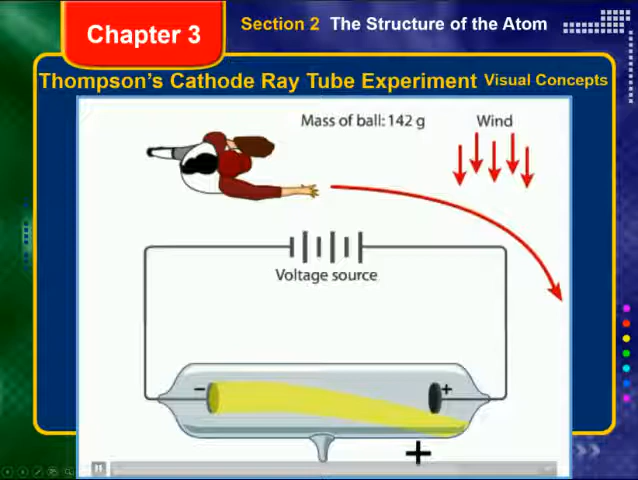 Chapter 3
Section 2 The Structure of the Atom
Thompson's Cathode Ray Tube Experiment Visual Concepts
Mass of ball: 142 g
Wind
Voltage source
− +
+